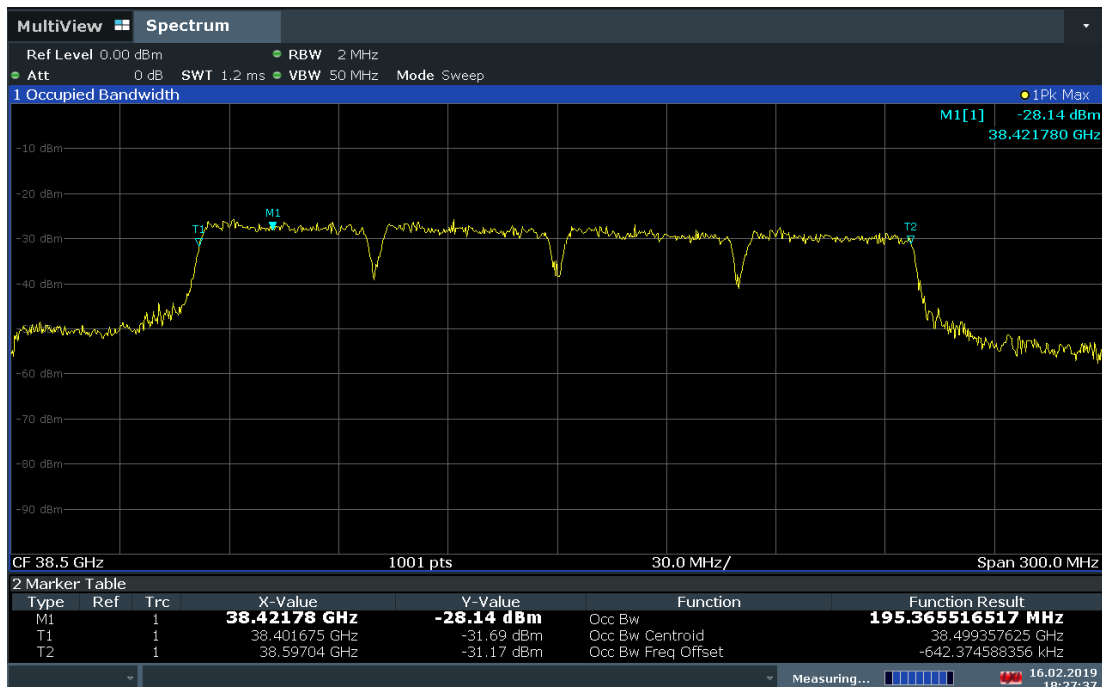 MultiView Spectrum
Ref Level 0.00 dBm RBW 2 MHz
Att 0 dB SWT 1.2 ms VBW 50 MHz Mode Sweep
1 Occupied Bandwidth 1Pk Max
M1[1] -28.14 dBm
38.421780 GHz
-10 dBm
-20 dBm
M1
T1 T2
-30 dBm
-40 dBm
-60 dBm
-70 dBm
-80 dBm
-90 dBm
CF 38.5 GHz 1001 pts 30.0 MHz/ Span 300.0 MHz
2 Marker Table
Type Ref Trc X-Value Y-Value Function Function Result
M1 1 38.42178 GHz -28.14 dBm Occ Bw 195.365516517 MHz
T1 1 38.401675 GHz -31.69 dBm Occ Bw Centroid 38.499357625 GHz
T2 1 38.59704 GHz -31.17 dBm Occ Bw Freq Offset -642.374588356 kHz
Measuring... 16.02.2019
18:27:37